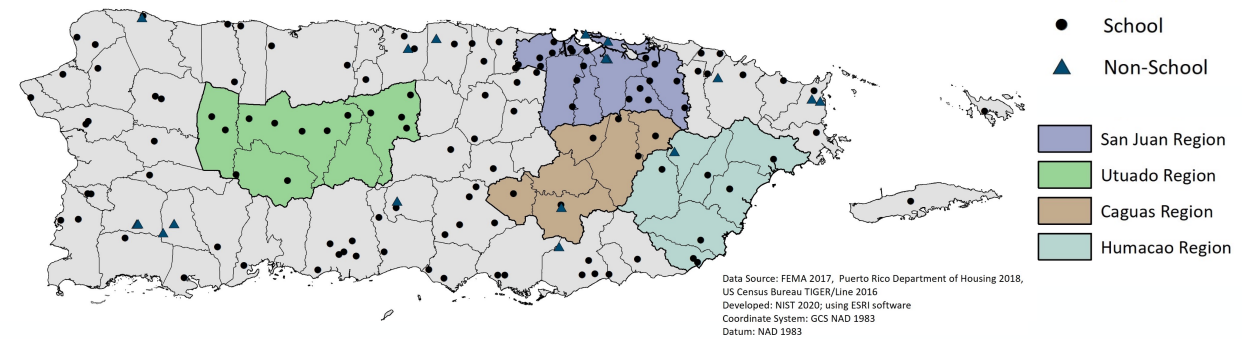 School
Non-School
San Juan Region
Utuado Region
Caguas Region
Humacao Region
Data Source: FEMA 2017, Puerto Rico Department of Housing 2018,
US Census Bureau TIGER/Line 2016
Developed: NIST 2020; using ESRI software
Coordinate System: GCS NAD 1983
Datum: NAD 1983